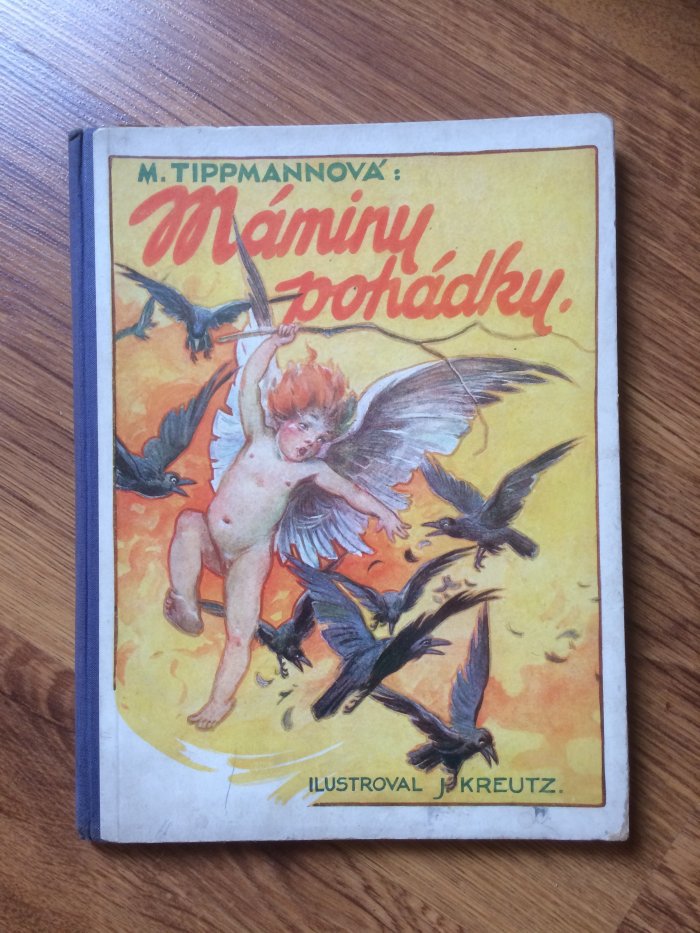 M. TIPPMANNOVÁ:
Máminy
pohádky.
ILUSTROVAL J. KREUTZ.